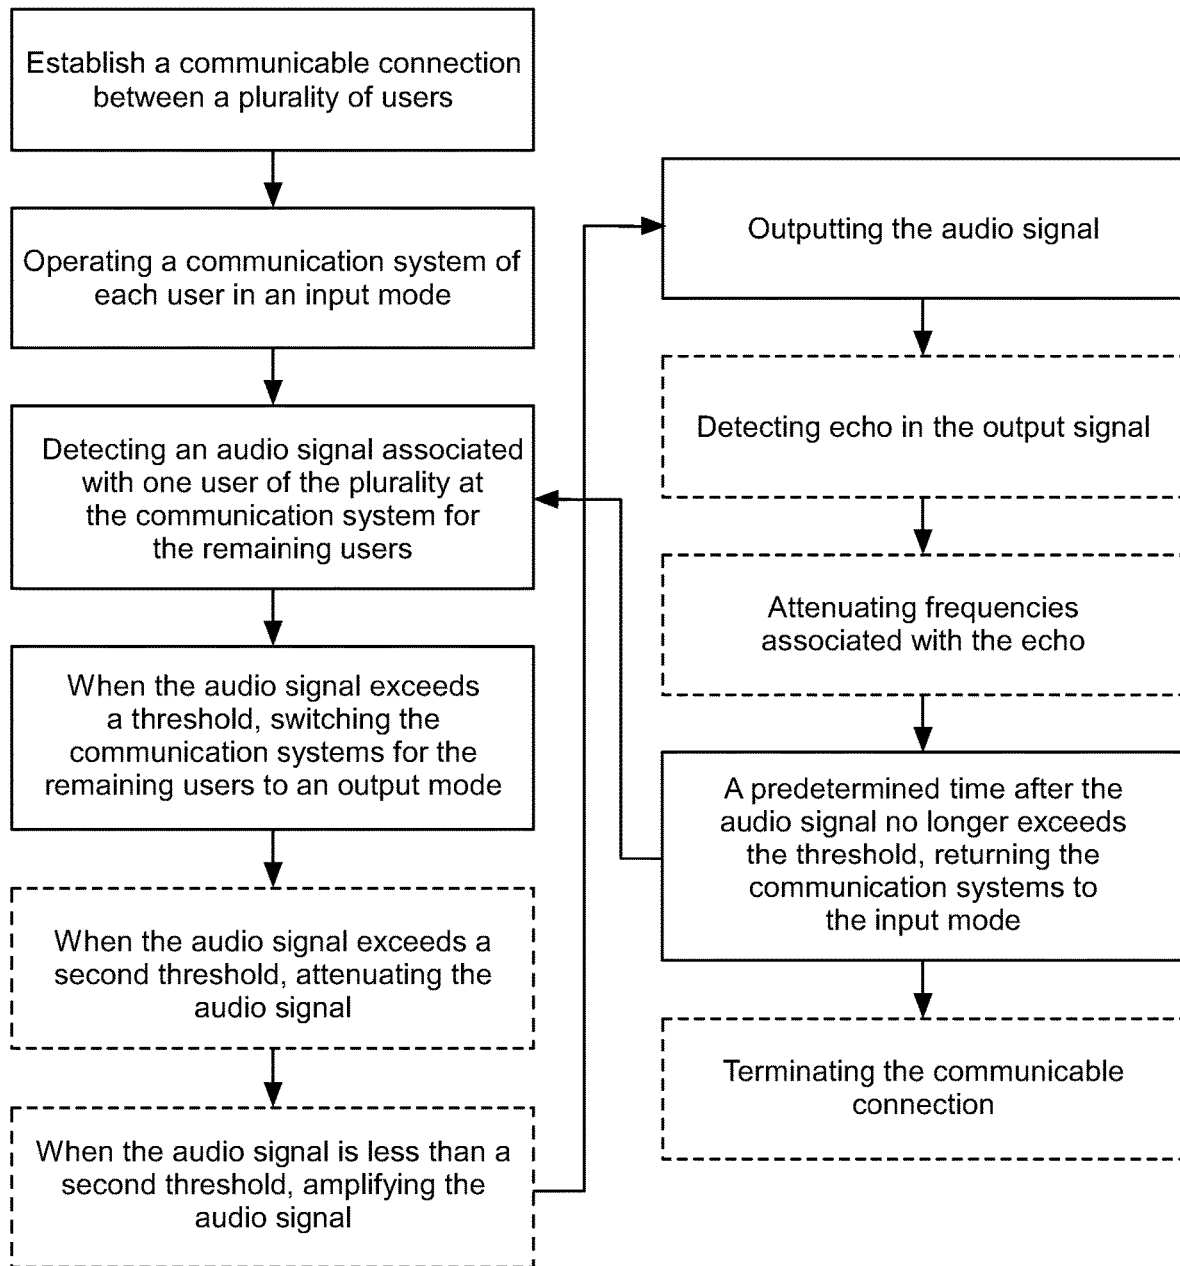 Establish a communicable connection
between a plurality of users
Operating a communication system of
each user in an input mode
Detecting an audio signal associated
with one user of the plurality at
the communication system for
the remaining users
When the audio signal exceeds
a threshold, switching the
communication systems for the
remaining users to an output mode
When the audio signal exceeds a
second threshold, attenuating the
audio signal
When the audio signal is less than a
second threshold, amplifying the
audio signal
Outputting the audio signal
Detecting echo in the output signal
Attenuating frequencies
associated with the echo
A predetermined time after the
audio signal no longer exceeds
the threshold, returning the
communication systems to
the input mode
Terminating the communicable
connection